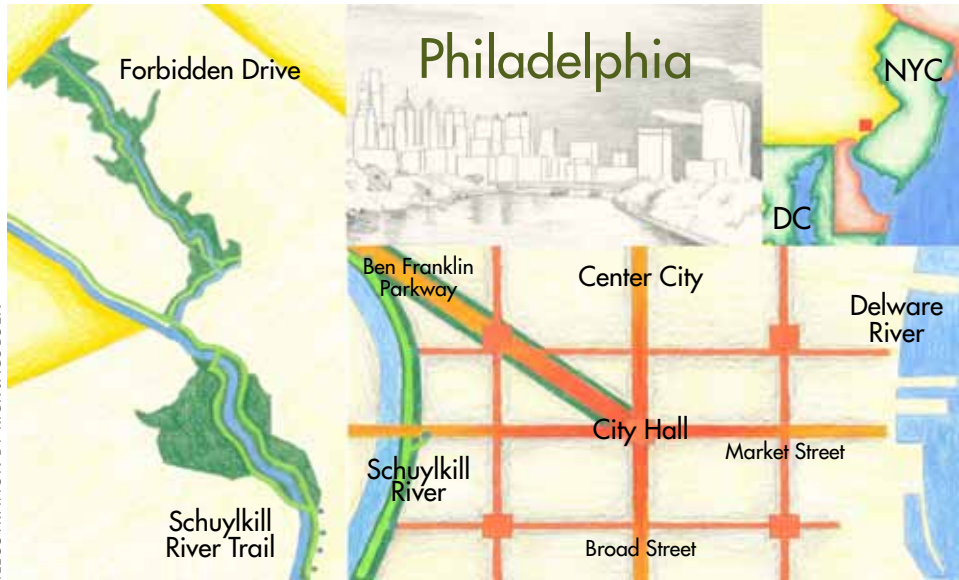 Forbidden Drive
Philadelphia
NYC
DC
Ben Franklin
Parkway
Center City
Delware
River
City Hall
Market Street
Schuylkill
River
Schuylkill
River Trail
Broad Street